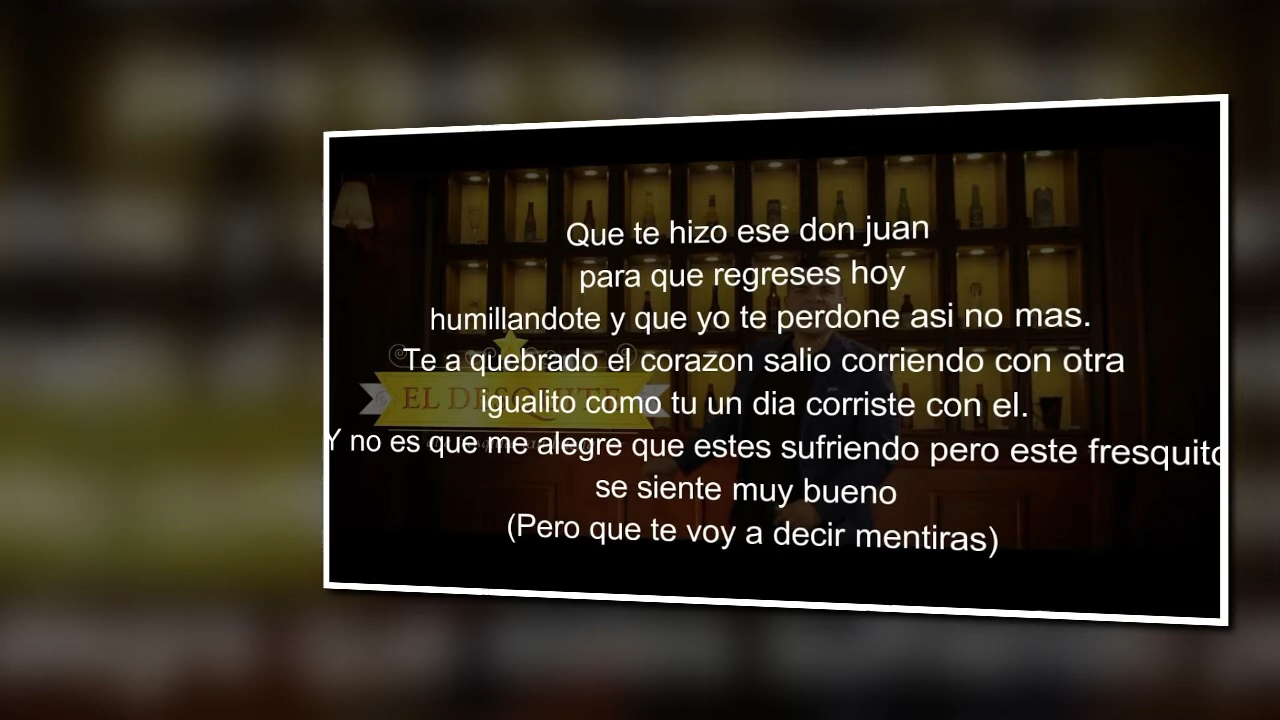 Que te hizo ese don juan
para que regreses hoy
humillandote y que yo te perdone asi no mas.
Te a quebrado el corazon salio corriendo con otra
igualito como tu un dia corriste con el.
Y no es que me alegre que estes sufriendo pero este fresquito
se siente muy bueno
(Pero que te voy a decir mentiras)
EL DESQUITE